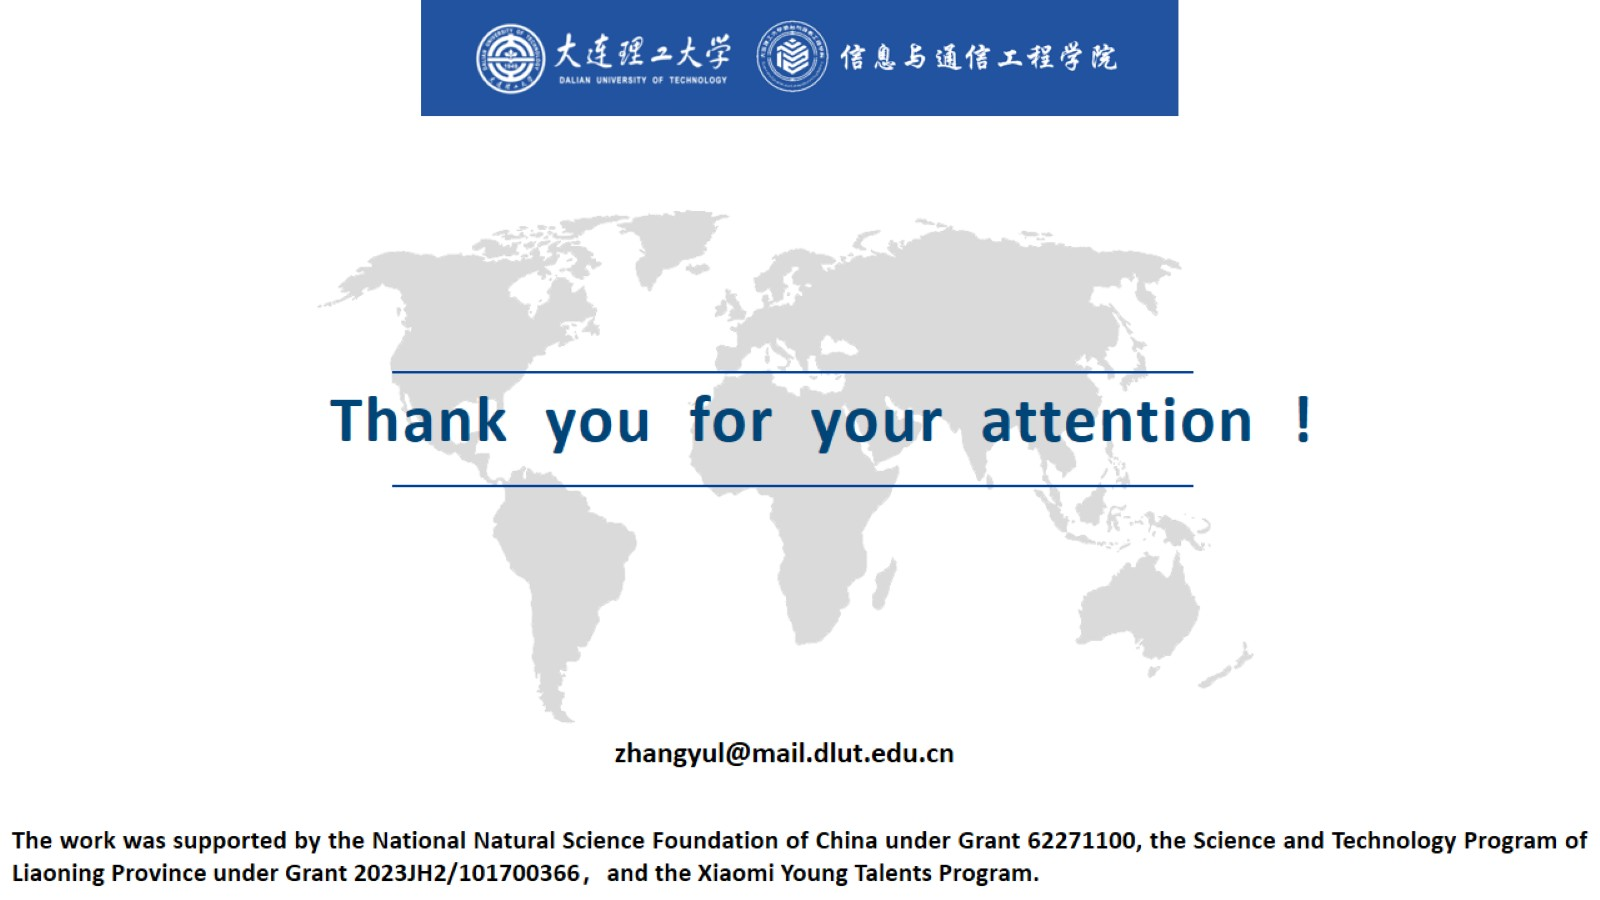 大连理工大学
DALIAN UNIVERSITY OF TECHNOLOGY
信息与通信工程学院
Thank you for your attention !
zhangyul@mail.dlut.edu.cn
The work was supported by the National Natural Science Foundation of China under Grant 62271100, the Science and Technology Program of
Liaoning Province under Grant 2023JH2/101700366，and the Xiaomi Young Talents Program.